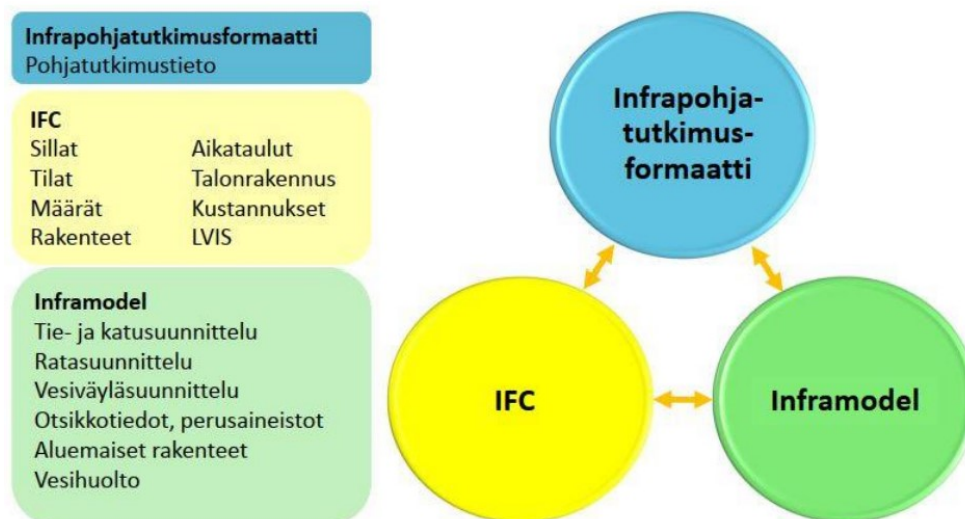 Infrapohjatutkimusformaatti
Pohjatutkimustieto
IFC
Sillat Aikataulut
Tilat Talonrakennus
Määrät Kustannukset
Rakenteet LVIS
Inframodel
Tie- ja katusuunnittelu
Ratasuunnittelu
Vesiväyläsuunnittelu
Otsikkotiedot, perusaineistot
Aluemaiset rakenteet
Vesihuolto
Infrapohja-
tutkimus-
formaatti
IFC
Inframodel